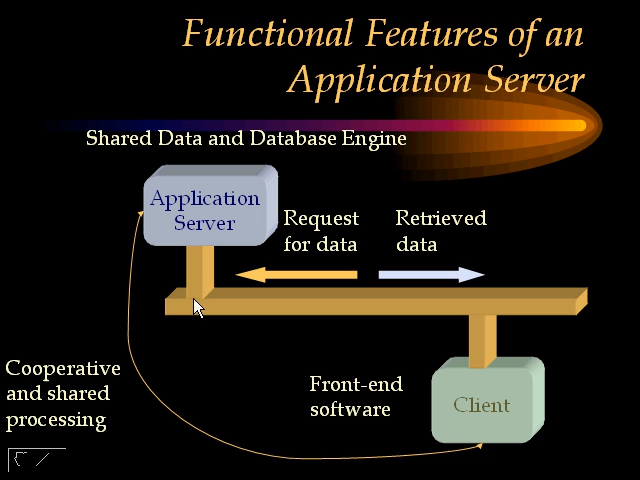 Functional Features of an
Application Server
Shared Data and Database Engine
Application
Server
Request
for data
Retrieved
data
Cooperative
and shared
processing
Front-end
software
Client